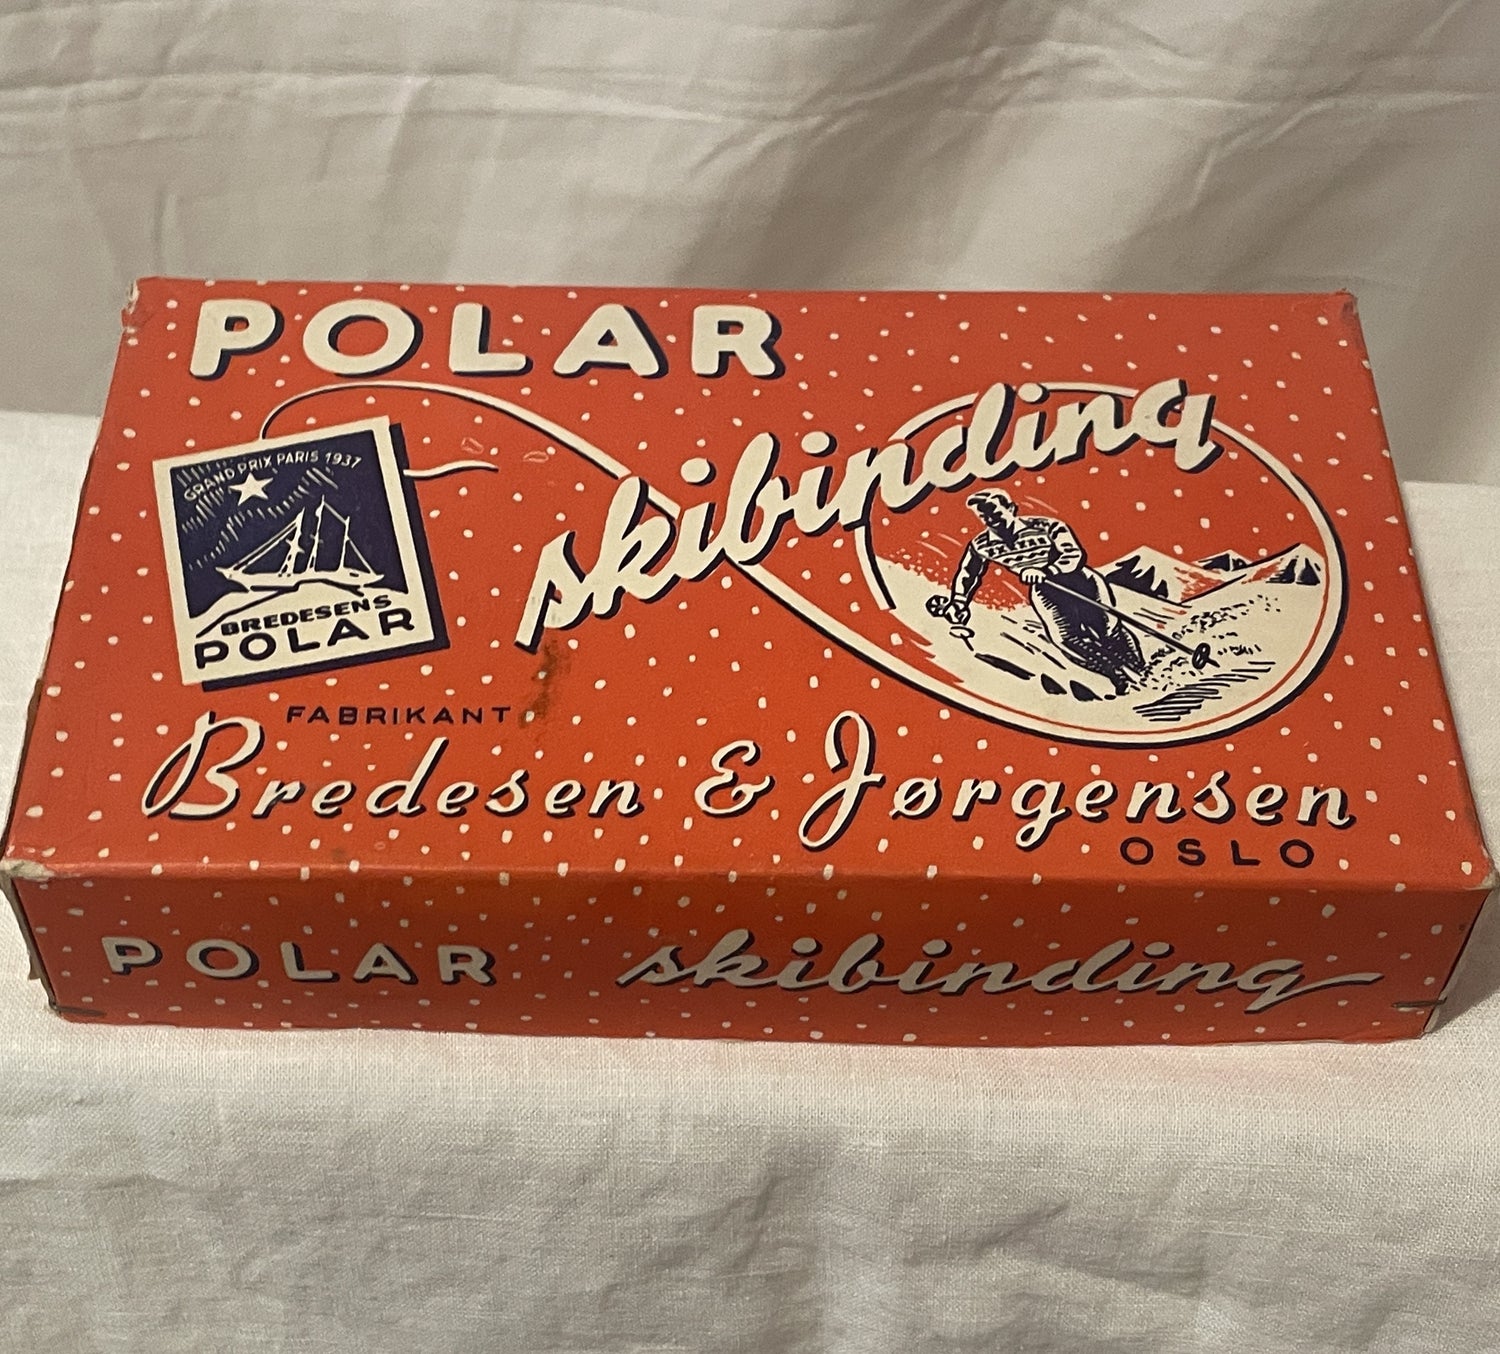 POLAR
skibinding
GRAND PRIX PARIS 1937
BREDESENS
POLAR
FABRIKANT
Bredesen & Jørgensen
OSLO
POLAR skibinding